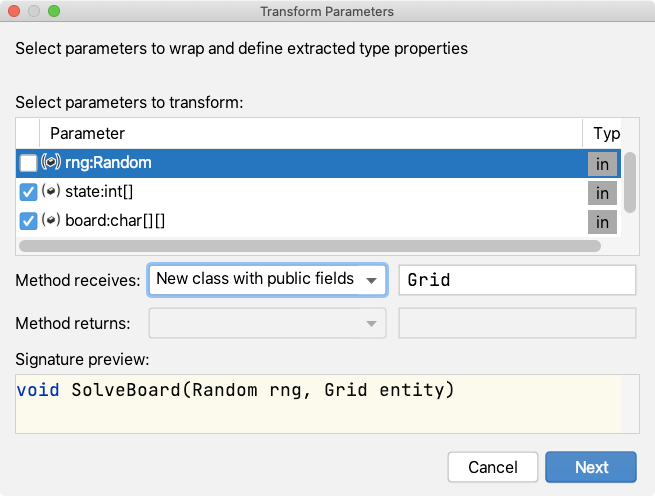 Transform Parameters
Select parameters to wrap and define extracted type properties
Select parameters to transform:
Parameter Typ
rng:Random in
state:int[] in
board:char[][] in
Method receives: New class with public fields Grid
Method returns:
Signature preview:
void SolveBoard(Random rng, Grid entity)
Cancel Next